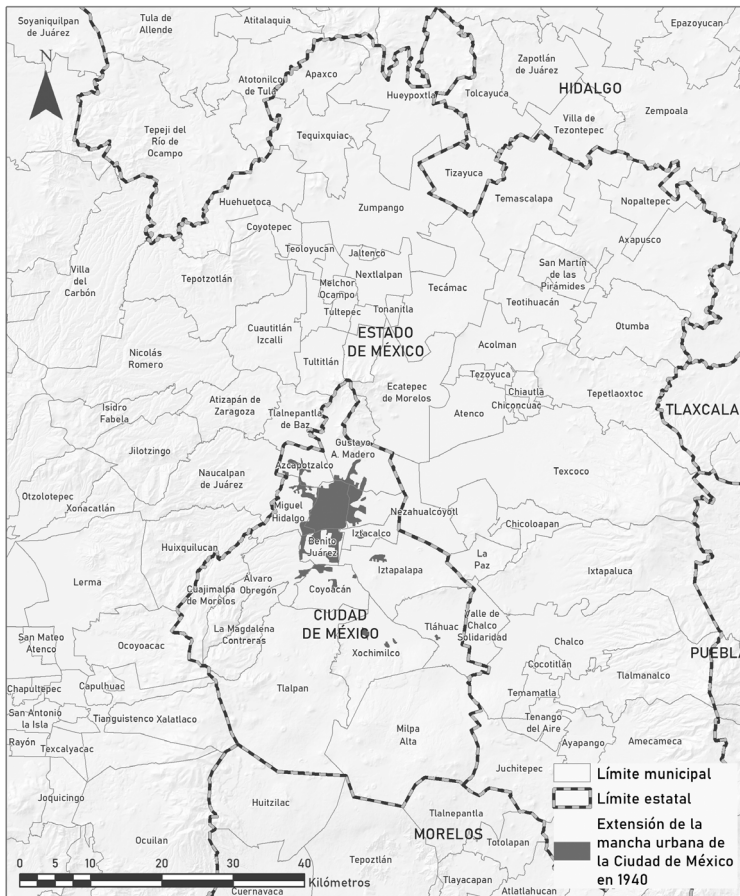 Soyaniquilpan
de Juárez
Tula de
Allende
Atitalaquia
Epazoyucan
N
Atotonilco
de Tula
Apaxco
Hueypoxtla
Tolcayuca
Zapotlán
de Juárez
HIDALGO
Zempoala
Villa de
Tezontepec
Tepeji del
Río de
Ocampo
Tequixquiac
Tizayuca
Temascalapa
Nopaltepec
Axapusco
Huehuetoca
Zumpango
Coyotepec
Teoloyucan
Jaltenco
Nextlalpan
Villa
del
Carbón
Tepotzotlán
Melchor
Ocampo
Tecámac
San Martín
de las
Pirámides
Teotihuacán
Tultepec
Tonanitla
Cuautitlán
Izcalli
ESTADO
DE MÉXICO
Otumba
Acolman
Nicolás
Romero
Tultitlán
Tezoyuca
Ecatepec
de Morelos
Chiautla
Chiconcuac
Tepetlaoxtoc
Isidro
Fabela
Atizapán de
Zaragoza
Tlalnepantla
de Baz
Atenco
TLAXCALA
Jilotzingo
Gustavo
A. Madero
Azcapotzalco
Naucalpan
de Juárez
Texcoco
Otzolotepec
Xonacatlán
Miguel
Hidalgo
Nezahualcóyotl
Chicoloapan
Iztacalco
Benito
Juárez
Huixquilucan
La
Paz
Iztapalapa
Ixtapaluca
Lerma
Cuajimalpa
de Morelos
Álvaro
Obregón
Coyoacán
CIUDAD
DE MÉXICO
Tláhuac
Valle de
Chalco
Solidaridad
La Magdalena
Contreras
San Mateo
Atenco
Ocoyoacac
Xochimilco
Chalco
Cocotitlán
PUEBLA
Tlalmanalco
Chapultepec
Capulhuac
Tlalpan
Temamatla
San Antonio
la Isla
Tianguistenco
Xalatlaco
Milpa
Alta
Tenango
del Aire
Rayón
Texcalyacac
Ayapango
Amecameca
Juchitepec
Joquicingo
Huitzilac
Tlalnepantla
MORELOS
Totolapan
Ocuilan
Tepoztlán
Tlayacapan
Atlatlahucan
Cuernavaca
Límite municipal
Límite estatal
Extensión de la
mancha urbana de
la Ciudad de México
en 1940
0 5 10 20 30 40
Kilómetros